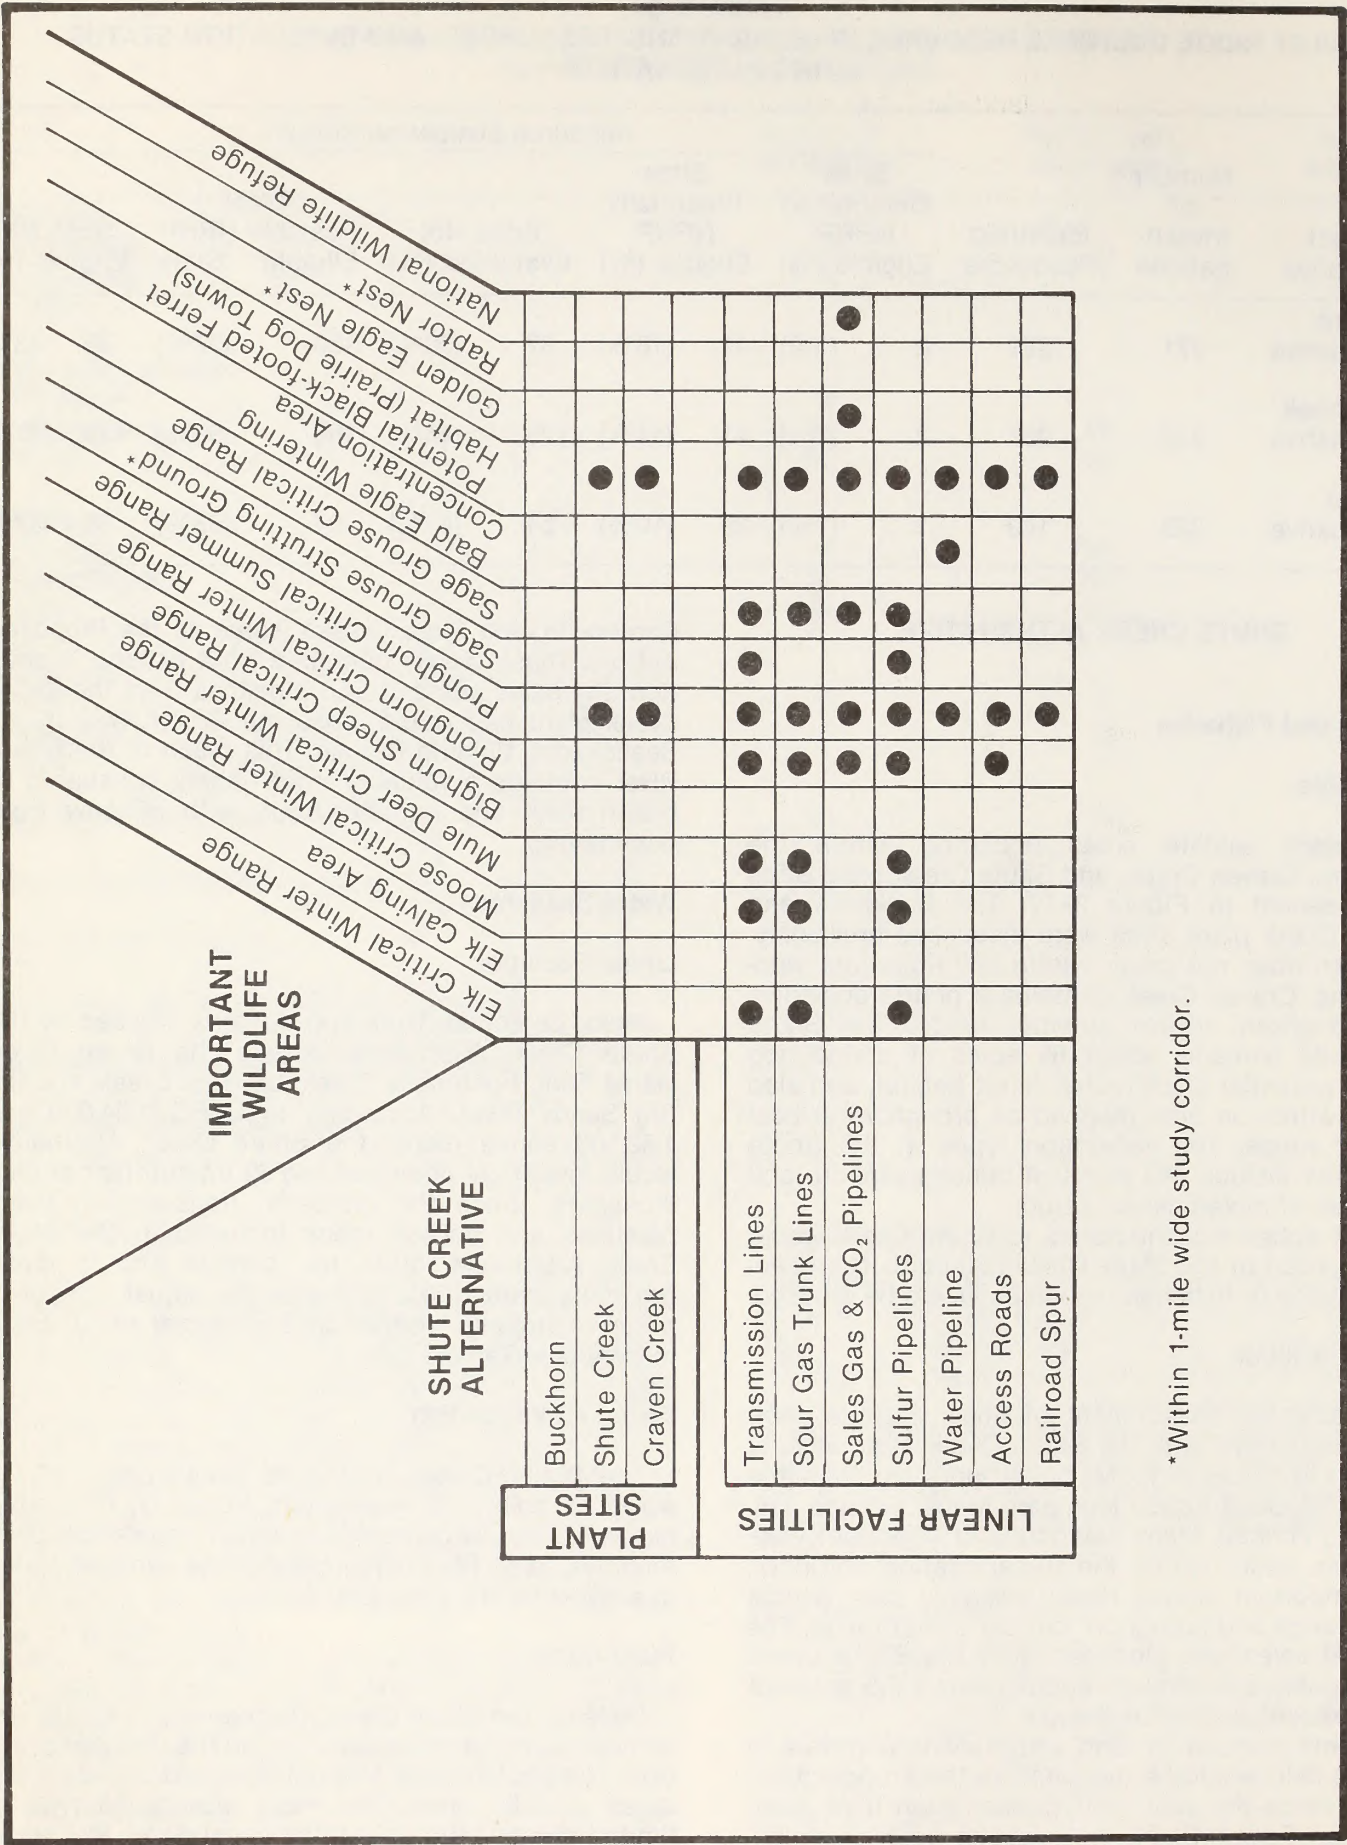 IMPORTANT
WILDLIFE
AREAS
SHUTE CREEK
ALTERNATIVE
Elk Critical Winter Range
Elk Calving Area
Moose Critical Winter Range
Mule Deer Critical Winter Range
Bighorn Sheep Critical Range
Pronghorn Critical Winter Range
Pronghorn Critical Summer Range
Sage Grouse Strutting Ground*
Sage Grouse Critical Range
Bald Eagle Wintering
Concentration Area
Potential Black-footed Ferret
Habitat (Prairie Dog Towns)
Golden Eagle Nest*
Raptor Nest*
National Wildlife Refuge
PLANT
SITES
Buckhorn
Shute Creek
Craven Creek
LINEAR FACILITIES
Transmission Lines
Sour Gas Trunk Lines
Sales Gas & CO₂ Pipelines
Sulfur Pipelines
Water Pipeline
Access Roads
Railroad Spur
*Within 1-mile wide study corridor.